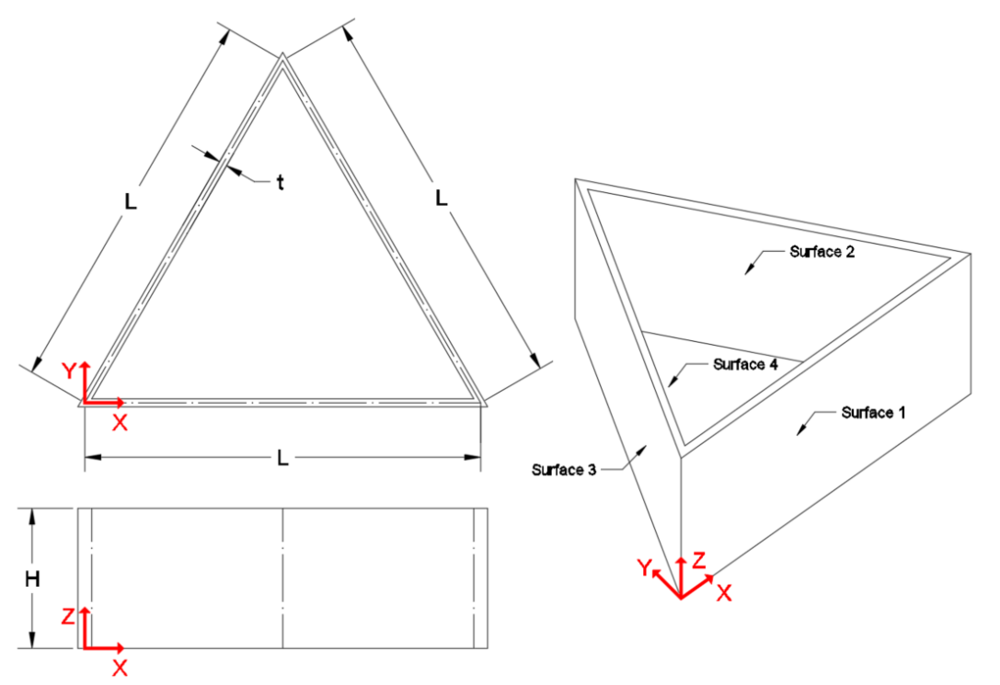 L
L
t
Y
X
L
H
Z
X
Surface 2
Surface 4
Surface 1
Surface 3
Y
Z
X